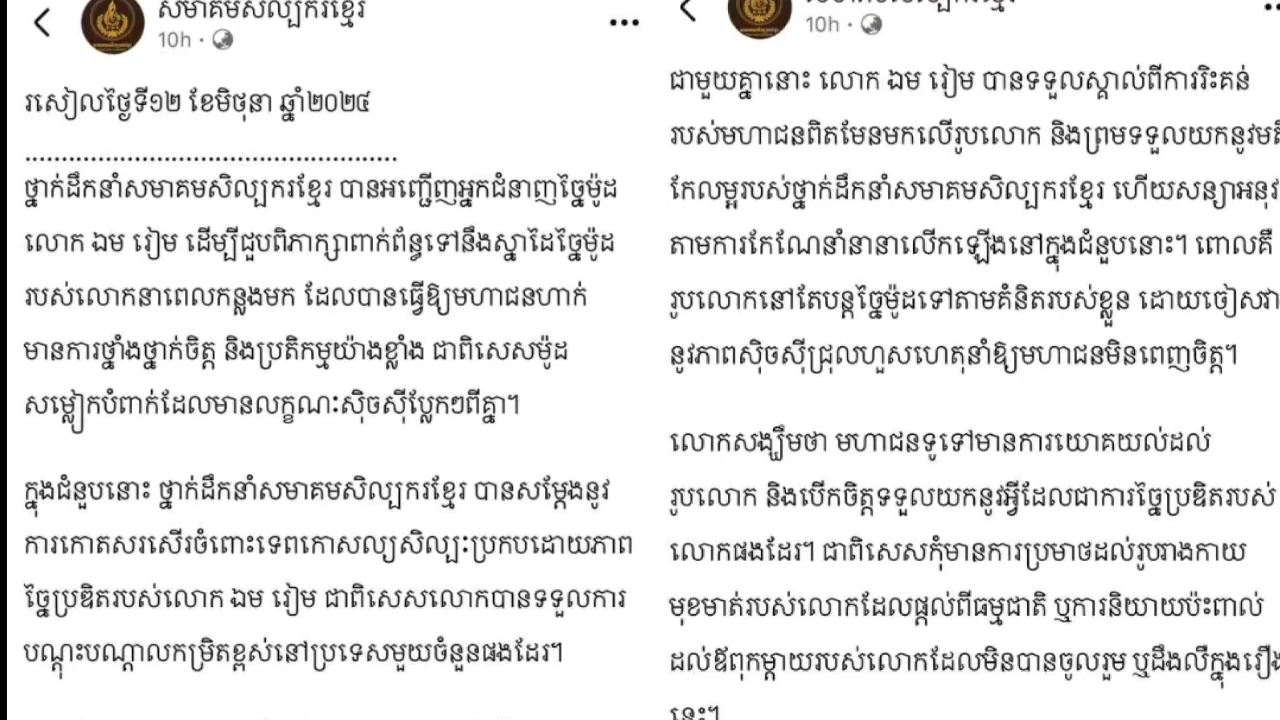 សមាគមសិល្បករខ្មែរ
10h ·
រសៀលថ្ងៃទី១២ ខែមិថុនា ឆ្នាំ២០២៤
...................................................
ថ្នាក់ដឹកនាំសមាគមសិល្បករខ្មែរ បានអញ្ជើញអ្នកជំនាញច្នៃម៉ូដ
លោក ឯម រៀម ដើម្បីជួបពិភាក្សាពាក់ព័ន្ធទៅនឹងស្នាដៃច្នៃម៉ូដ
របស់លោកនាពេលកន្លងមក ដែលបានធ្វើឱ្យមហាជនហាក់
មានការថ្នាំងថ្នាក់ចិត្ត និងប្រតិកម្មយ៉ាងខ្លាំង ជាពិសេសម៉ូដ
សម្លៀកបំពាក់ដែលមានលក្ខណៈស៊ិចស៊ីប្លែកៗពីគ្នា។
ក្នុងជំនួបនោះ ថ្នាក់ដឹកនាំសមាគមសិល្បករខ្មែរ បានសម្តែងនូវ
ការកោតសរសើរចំពោះទេពកោសល្យសិល្បៈប្រកបដោយភាព
ច្នៃប្រឌិតរបស់លោក ឯម រៀម ជាពិសេសលោកបានទទួលការ
បណ្តុះបណ្តាលកម្រិតខ្ពស់នៅប្រទេសមួយចំនួនផងដែរ។
10h ·
ជាមួយគ្នានោះ លោក ឯម រៀម បានទទួលស្គាល់ពីការរិះគន់
របស់មហាជនពិតមែនមកលើរូបលោក និងព្រមទទួលយកនូវមតិ
កែលម្អរបស់ថ្នាក់ដឹកនាំសមាគមសិល្បករខ្មែរ ហើយសន្យាអនុវ
តាមការកែណែនាំនានាលើកឡើងនៅក្នុងជំនួបនោះ។ ពោលគឺ
រូបលោកនៅតែបន្តច្នៃម៉ូដទៅតាមគំនិតរបស់ខ្លួន ដោយចៀសវា
នូវភាពស៊ិចស៊ីជ្រុលហួសហេតុនាំឱ្យមហាជនមិនពេញចិត្ត។
លោកសង្ឃឹមថា មហាជនទូទៅមានការយោគយល់ដល់
រូបលោក និងបើកចិត្តទទួលយកនូវអ្វីដែលជាការច្នៃប្រឌិតរបស់
លោកផងដែរ។ ជាពិសេសកុំមានការប្រមាថដល់រូបរាងកាយ
មុខមាត់របស់លោកដែលផ្តល់ពីធម្មជាតិ ឬការនិយាយប៉ះពាល់
ដល់ឪពុកម្តាយរបស់លោកដែលមិនបានចូលរួម ឬដឹងលឺក្នុងរឿង
នេះ។